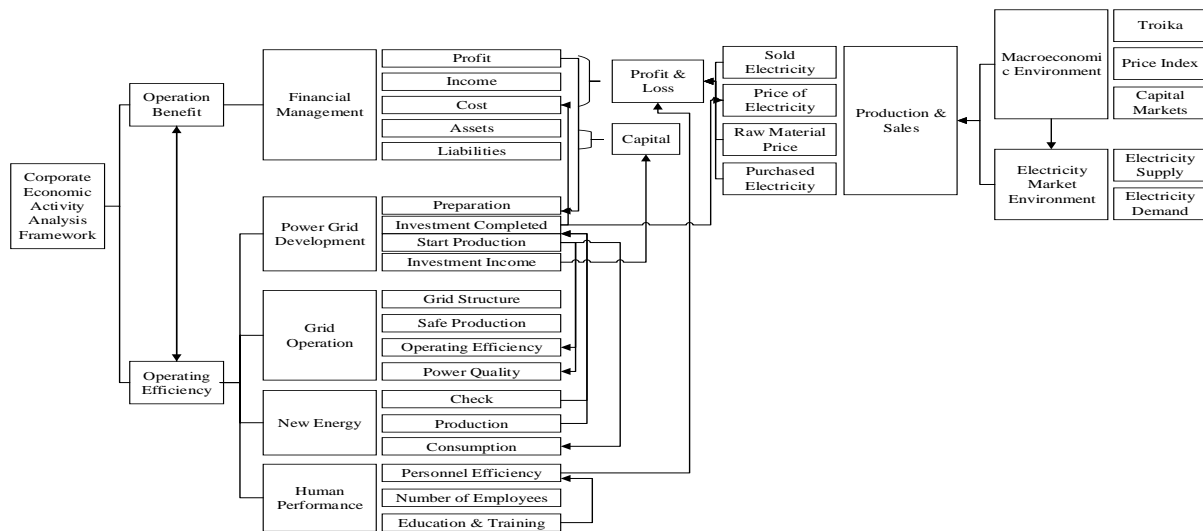 Corporate
Economic
Activity
Analysis
Framework
Operation
Benefit
Operating
Efficiency
Financial
Management
Profit
Income
Cost
Assets
Liabilities
Power Grid
Development
Preparation
Investment Completed
Start Production
Investment Income
Grid
Operation
Grid Structure
Safe Production
Operating Efficiency
Power Quality
New Energy
Check
Production
Consumption
Human
Performance
Personnel Efficiency
Number of Employees
Education & Training
Profit &
Loss
Capital
Sold
Electricity
Price of
Electricity
Raw Material
Price
Purchased
Electricity
Production &
Sales
Macroeconomi
c Environment
Electricity
Market
Environment
Troika
Price Index
Capital
Markets
Electricity
Supply
Electricity
Demand